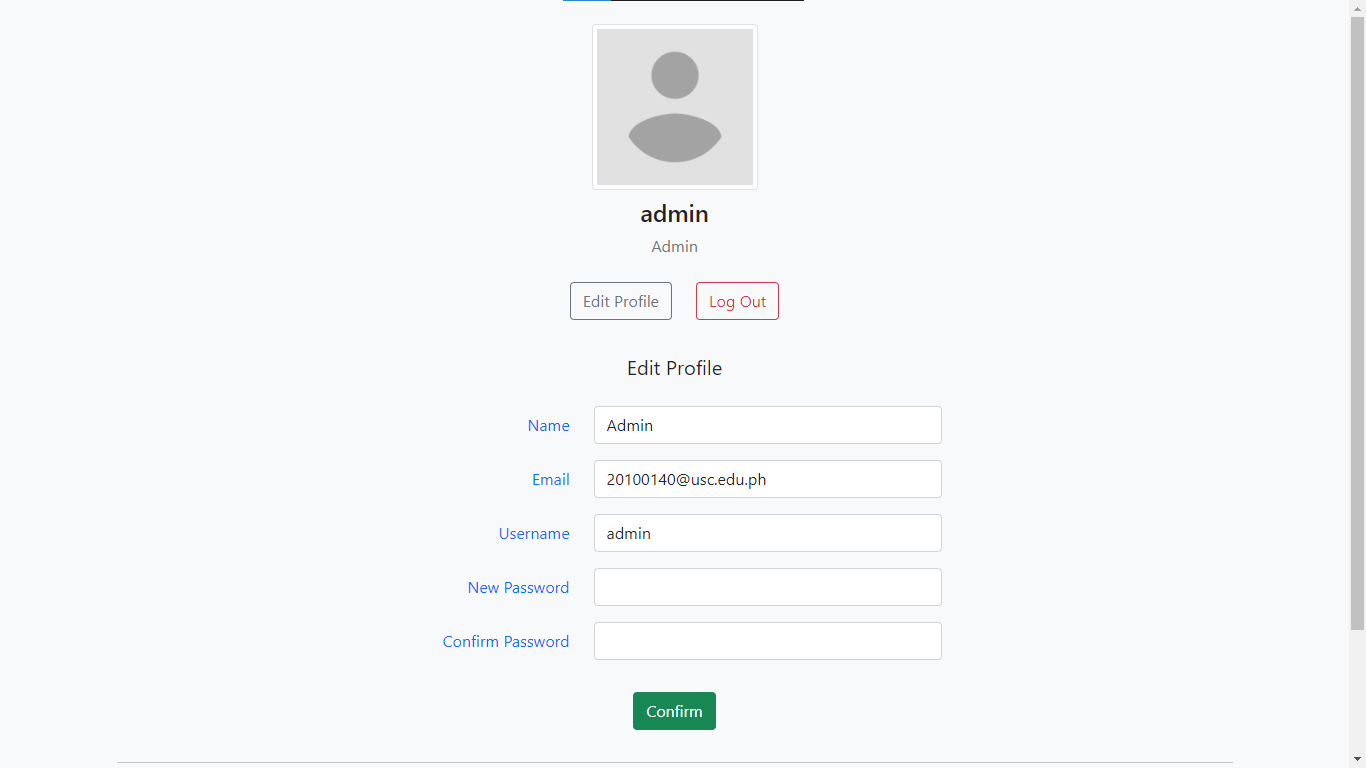 admin
Admin
Edit Profile Log Out
Edit Profile
Name Admin
Email 20100140@usc.edu.ph
Username admin
New Password
Confirm Password
Confirm